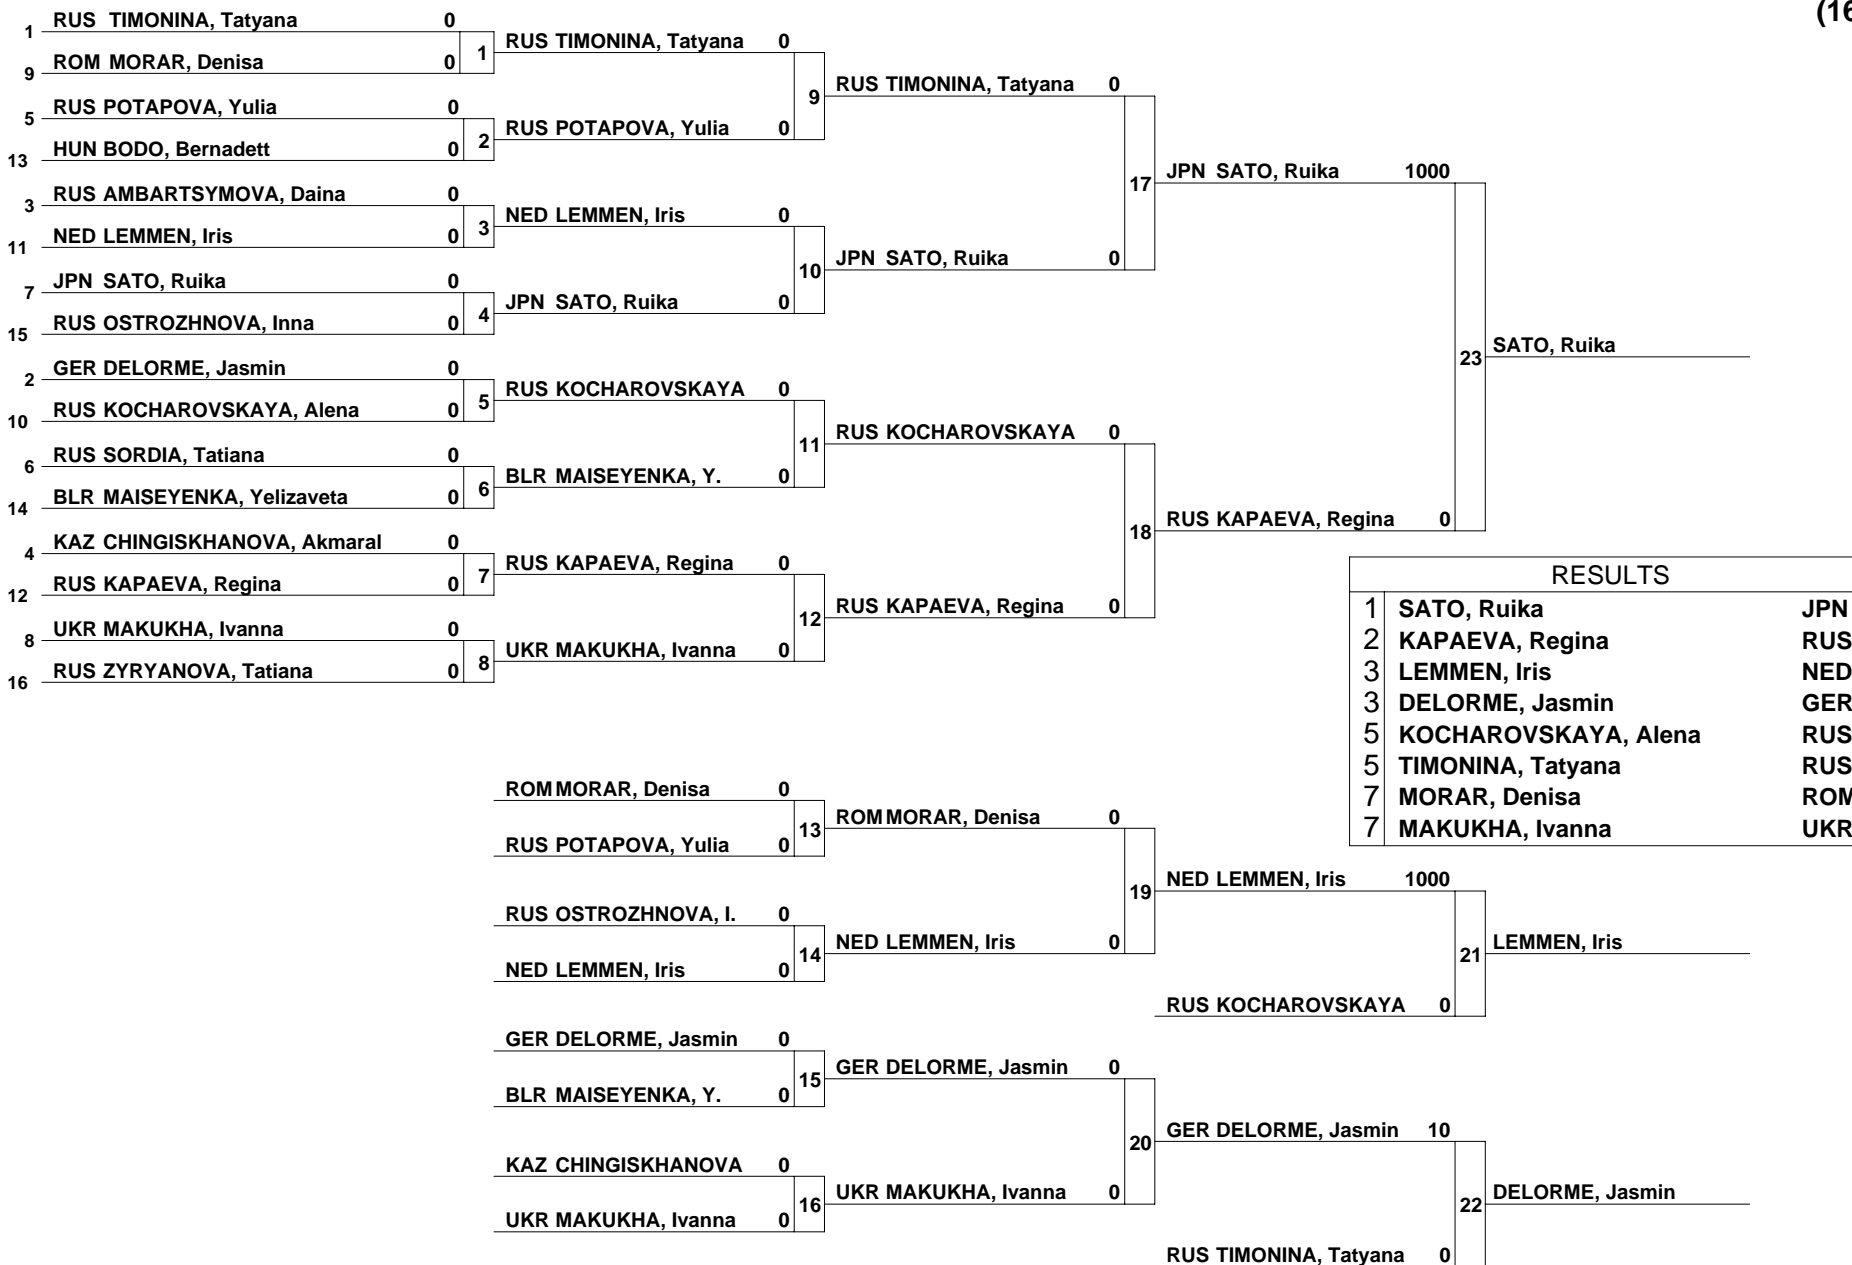 (16
1 RUS TIMONINA, Tatyana 0
9 ROM MORAR, Denisa 0
1
5 RUS POTAPOVA, Yulia 0
13 HUN BODO, Bernadett 0
2
3 RUS AMBARTSYMOVA, Daina 0
11 NED LEMMEN, Iris 0
3
7 JPN SATO, Ruika 0
15 RUS OSTROZHNOVA, Inna 0
4
2 GER DELORME, Jasmin 0
10 RUS KOCHAROVSKAYA, Alena 0
5
6 RUS SORDIA, Tatiana 0
14 BLR MAISEYENKA, Yelizaveta 0
6
4 KAZ CHINGISKHANOVA, Akmaral 0
12 RUS KAPAEVA, Regina 0
7
8 UKR MAKUKHA, Ivanna 0
16 RUS ZYRYANOVA, Tatiana 0
8
RUS TIMONINA, Tatyana 0
RUS POTAPOVA, Yulia 0
9
NED LEMMEN, Iris 0
JPN SATO, Ruika 0
10
RUS KOCHAROVSKAYA 0
BLR MAISEYENKA, Y. 0
11
RUS KAPAEVA, Regina 0
UKR MAKUKHA, Ivanna 0
12
RUS TIMONINA, Tatyana 0
JPN SATO, Ruika 0
17
RUS KOCHAROVSKAYA 0
RUS KAPAEVA, Regina 0
18
JPN SATO, Ruika 1000
RUS KAPAEVA, Regina 0
23
SATO, Ruika
RESULTS
1 SATO, Ruika JPN
2 KAPAEVA, Regina RUS
3 LEMMEN, Iris NED
3 DELORME, Jasmin GER
5 KOCHAROVSKAYA, Alena RUS
5 TIMONINA, Tatyana RUS
7 MORAR, Denisa ROM
7 MAKUKHA, Ivanna UKR
ROM MORAR, Denisa 0
RUS POTAPOVA, Yulia 0
13
RUS OSTROZHNOVA, I. 0
NED LEMMEN, Iris 0
14
GER DELORME, Jasmin 0
BLR MAISEYENKA, Y. 0
15
KAZ CHINGISKHANOVA 0
UKR MAKUKHA, Ivanna 0
16
ROM MORAR, Denisa 0
NED LEMMEN, Iris 0
19
GER DELORME, Jasmin 0
UKR MAKUKHA, Ivanna 0
20
NED LEMMEN, Iris 1000
RUS KOCHAROVSKAYA 0
21
LEMMEN, Iris
GER DELORME, Jasmin 10
RUS TIMONINA, Tatyana 0
22
DELORME, Jasmin